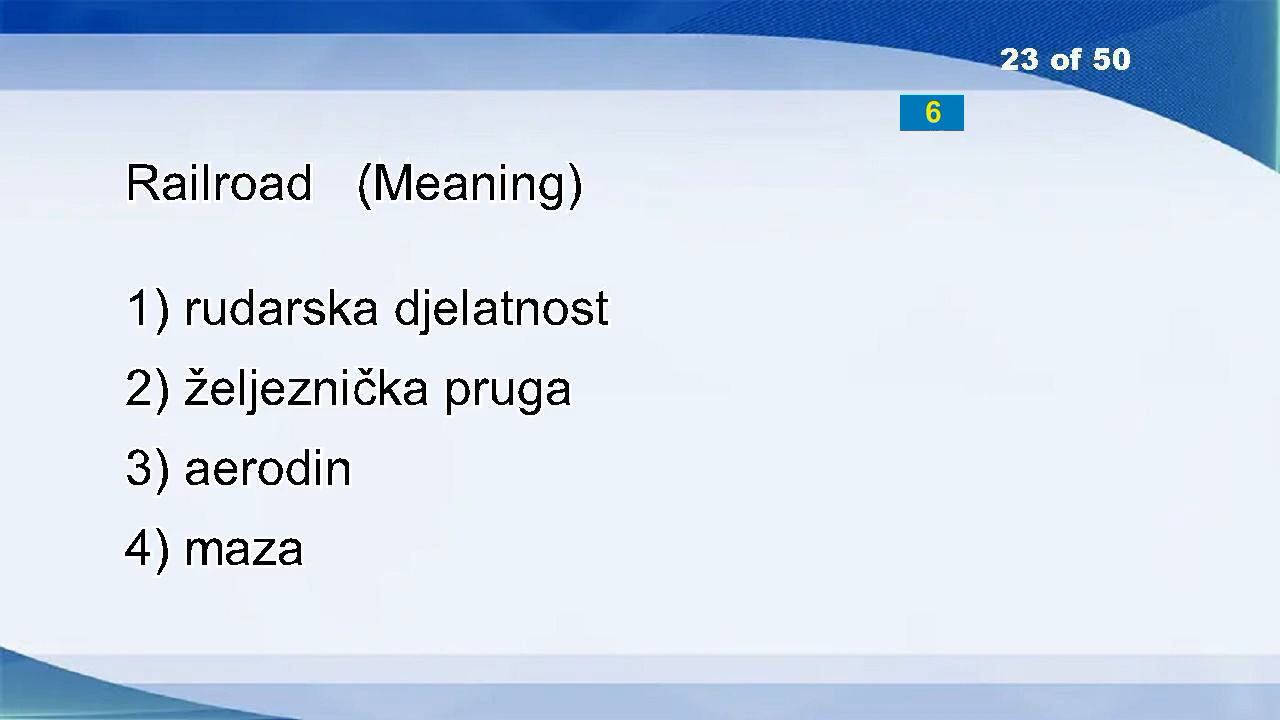 23 of 50
6
Railroad (Meaning)
1) rudarska djelatnost
2) željeznička pruga
3) aerodin
4) maza